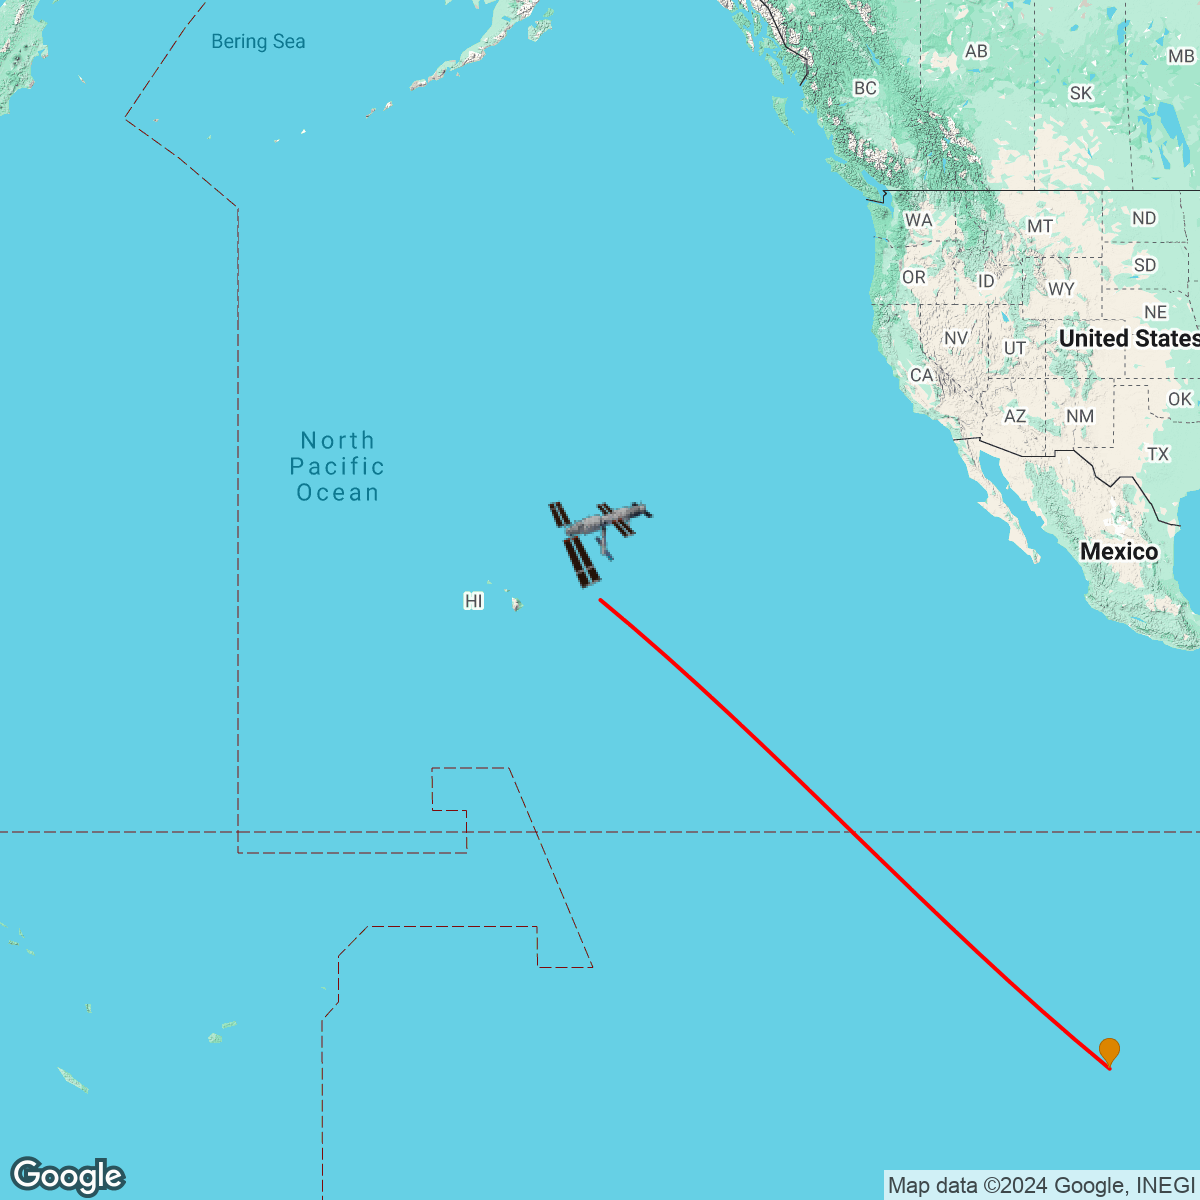 Bering Sea
AB
MB
BC
SK
WA
MT
ND
OR
ID
SD
WY
NE
NV
UT
United States
CA
OK
AZ
NM
North
Pacific
Ocean
TX
Mexico
HI
Google
Map data ©2024 Google, INEGI